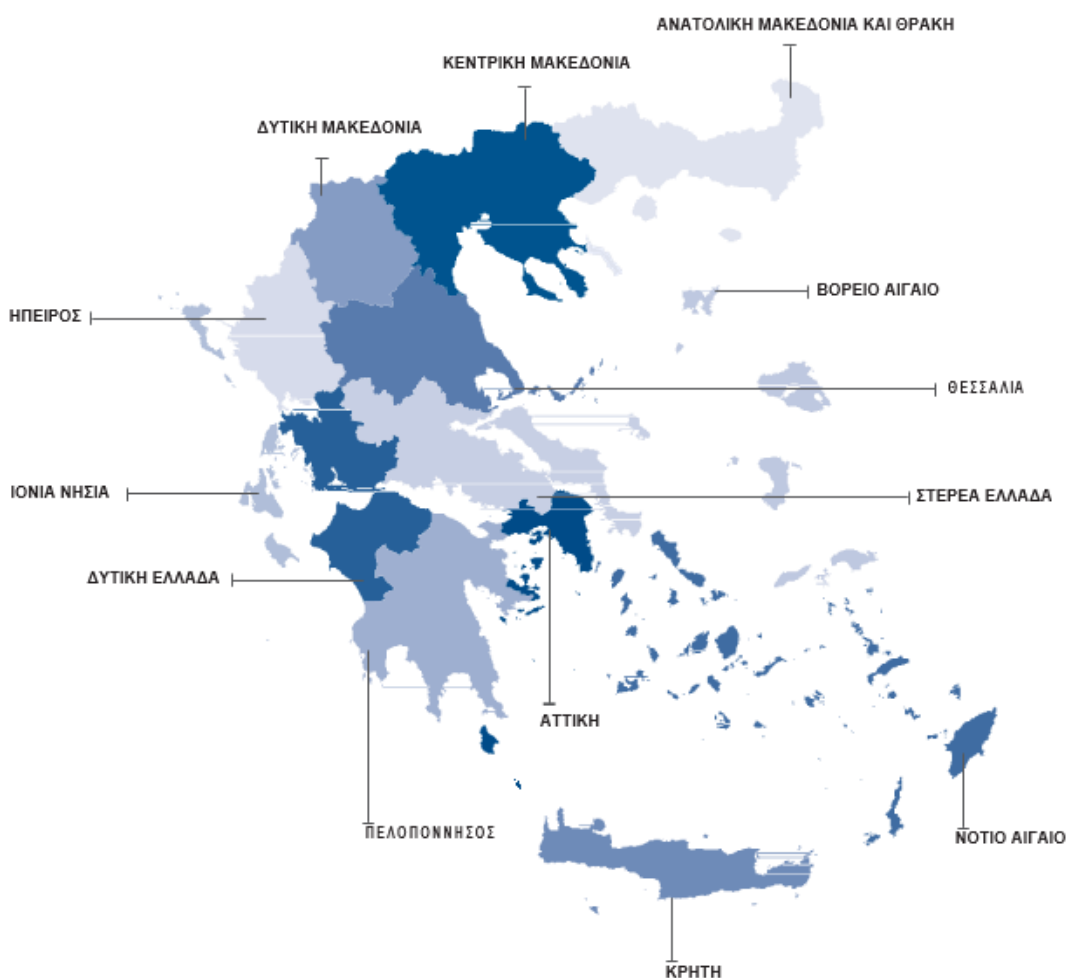 ΑΝΑΤΟΛΙΚΗ ΜΑΚΕΔΟΝΙΑ ΚΑΙ ΘΡΑΚΗ
ΚΕΝΤΡΙΚΗ ΜΑΚΕΔΟΝΙΑ
ΔΥΤΙΚΗ ΜΑΚΕΔΟΝΙΑ
ΒΟΡΕΙΟ ΑΙΓΑΙΟ
ΗΠΕΙΡΟΣ
ΘΕΣΣΑΛΙΑ
ΙΟΝΙΑ ΝΗΣΙΑ
ΣΤΕΡΕΑ ΕΛΛΑΔΑ
ΔΥΤΙΚΗ ΕΛΛΑΔΑ
ΑΤΤΙΚΗ
ΠΕΛΟΠΟΝΝΗΣΟΣ
ΝΟΤΙΟ ΑΙΓΑΙΟ
ΚΡΗΤΗ